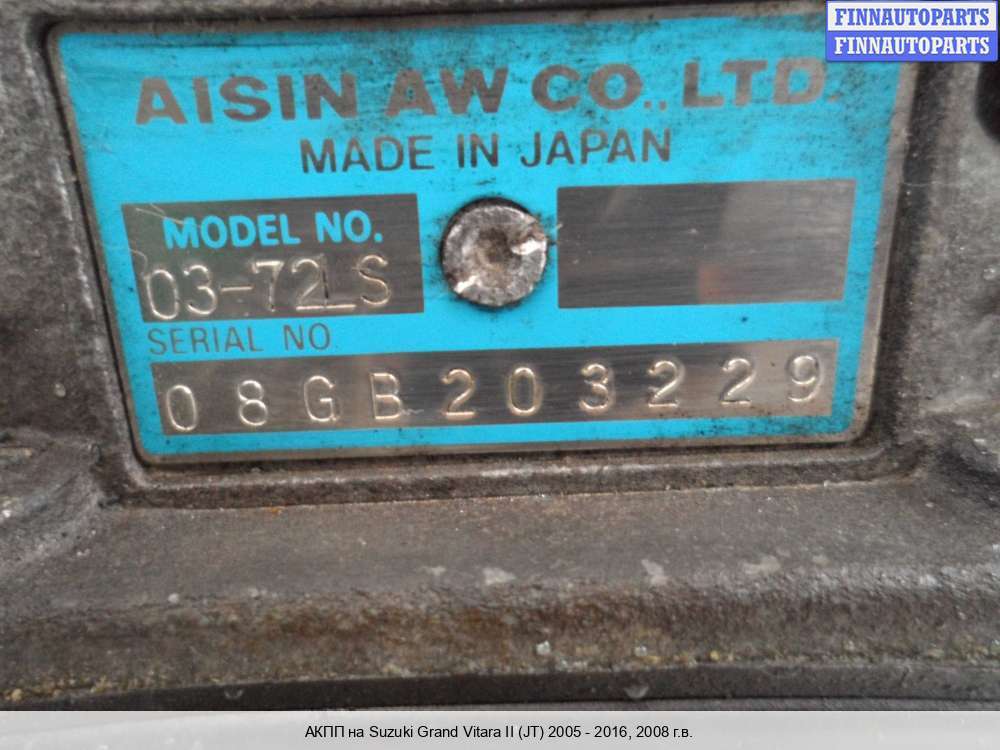 FINNAUTOPARTS
FINNAUTOPARTS
AISIN AW CO., LTD.
MADE IN JAPAN
MODEL NO.
03-72LS
SERIAL NO.
08GB203229
АКПП на Suzuki Grand Vitara II (JT) 2005 - 2016, 2008 г.в.